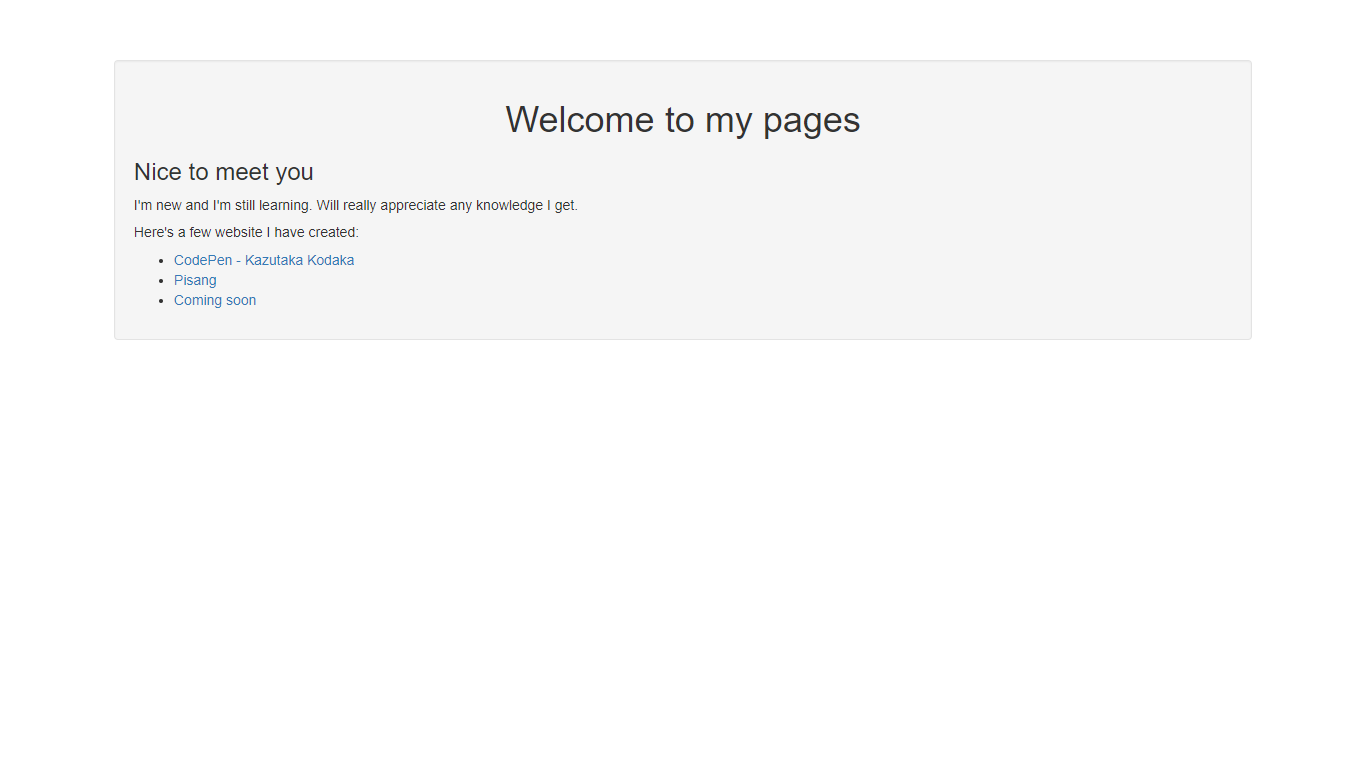 Welcome to my pages
Nice to meet you
I'm new and I'm still learning. Will really appreciate any knowledge I get.
Here's a few website I have created:
CodePen - Kazutaka Kodaka
Pisang
Coming soon